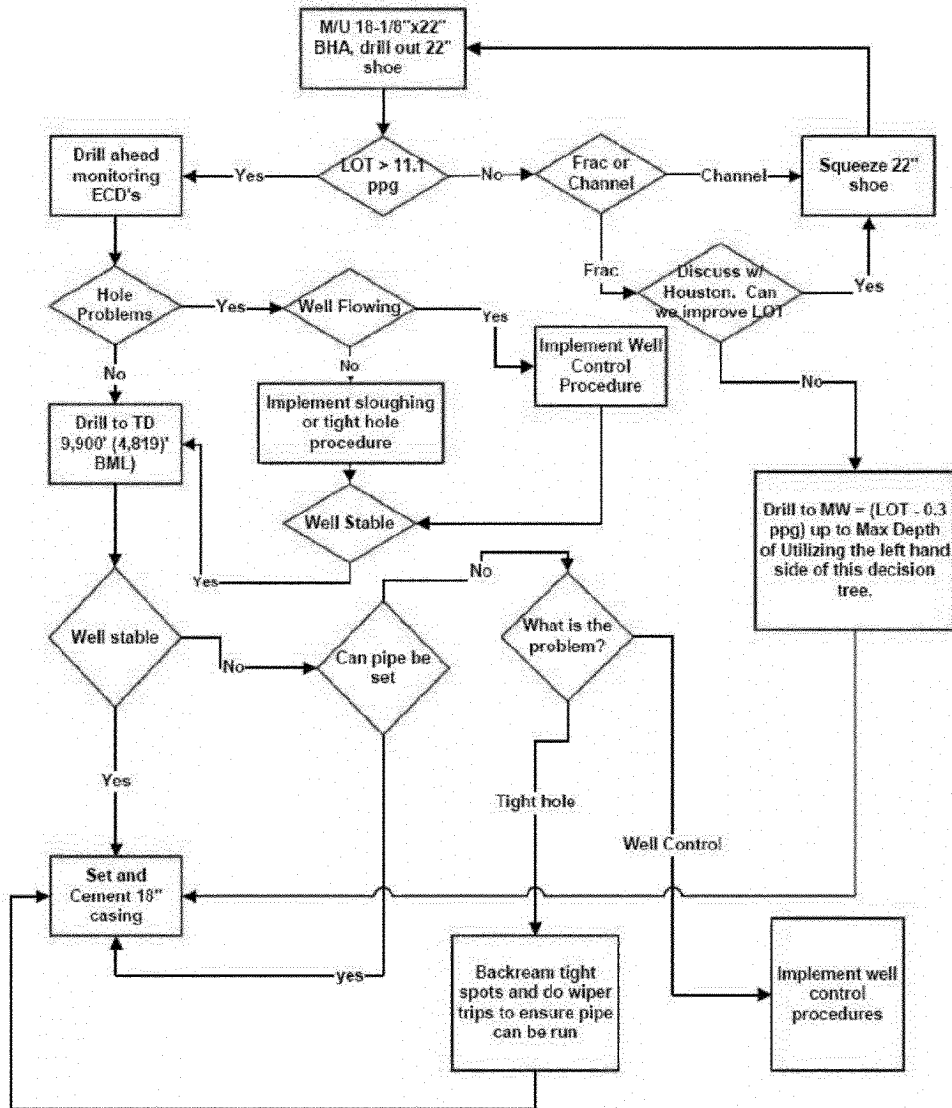 M/U 18-1/8"x22"
BHA, drill out 22"
shoe
Drill ahead
monitoring
ECD's
Yes
LOT > 11.1
ppg
No
Frac or
Channel
Channel
Squeeze 22"
shoe
Frac
Discuss w/
Houston. Can
we improve LOT
Yes
Hole
Problems
Yes
Well Flowing
Yes
No
No
Implement Well
Control
Procedure
No
Drill to TD
9,900' (4,819)'
BML)
Implement sloughing
or tight hole
procedure
Well Stable
Yes
Drill to MW = (LOT - 0.3
ppg) up to Max Depth
of Utilizing the left hand
side of this decision
tree.
No
Well stable
No
Can pipe be
set
What is the
problem?
Yes
Tight hole
Well Control
Set and
Cement 18"
casing
yes
Backream tight
spots and do wiper
trips to ensure pipe
can be run
Implement well
control
procedures